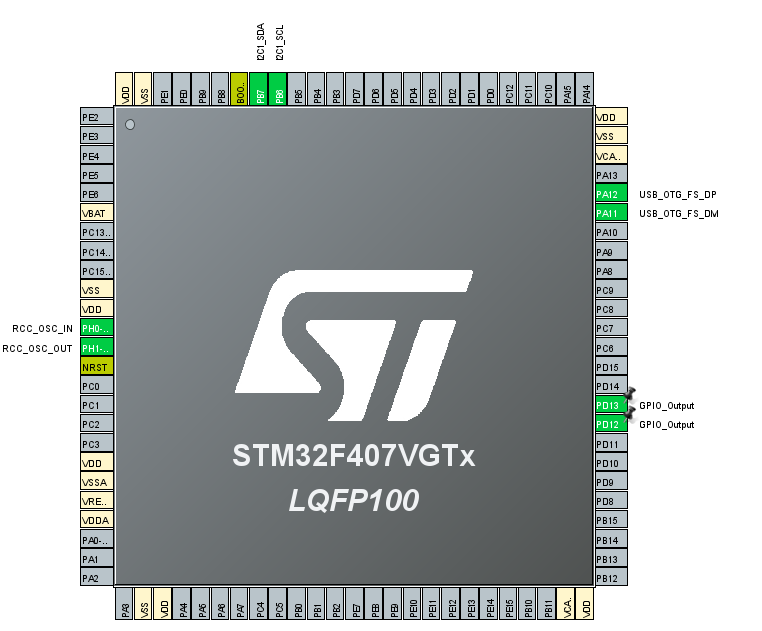 I2C1_SDA
I2C1_SCL
VDD
VSS
PE1
PE0
PB9
PB8
BOO..
PB7
PB6
PB5
PB4
PB3
PD7
PD6
PD5
PD4
PD3
PD2
PD1
PD0
PC12
PC11
PC10
PA15
PA14
PE2
PE3
PE4
PE5
PE6
VBAT
PC13..
PC14..
PC15..
VSS
VDD
RCC_OSC_IN PH0-..
RCC_OSC_OUT PH1-..
NRST
PC0
PC1
PC2
PC3
VDD
VSSA
VRE..
VDDA
PA0-..
PA1
PA2
VDD
VSS
VCA..
PA13
PA12 USB_OTG_FS_DP
PA11 USB_OTG_FS_DM
PA10
PA9
PA8
PC9
PC8
PC7
PC6
PD15
PD14
PD13 GPIO_Output
PD12 GPIO_Output
PD11
PD10
PD9
PD8
PB15
PB14
PB13
PB12
ST
STM32F407VGTx
LQFP100
PA3
VSS
VDD
PA4
PA5
PA6
PA7
PC4
PC5
PB0
PB1
PB2
PE7
PE8
PE9
PE10
PE11
PE12
PE13
PE14
PE15
PB10
PB11
VCA..
VDD